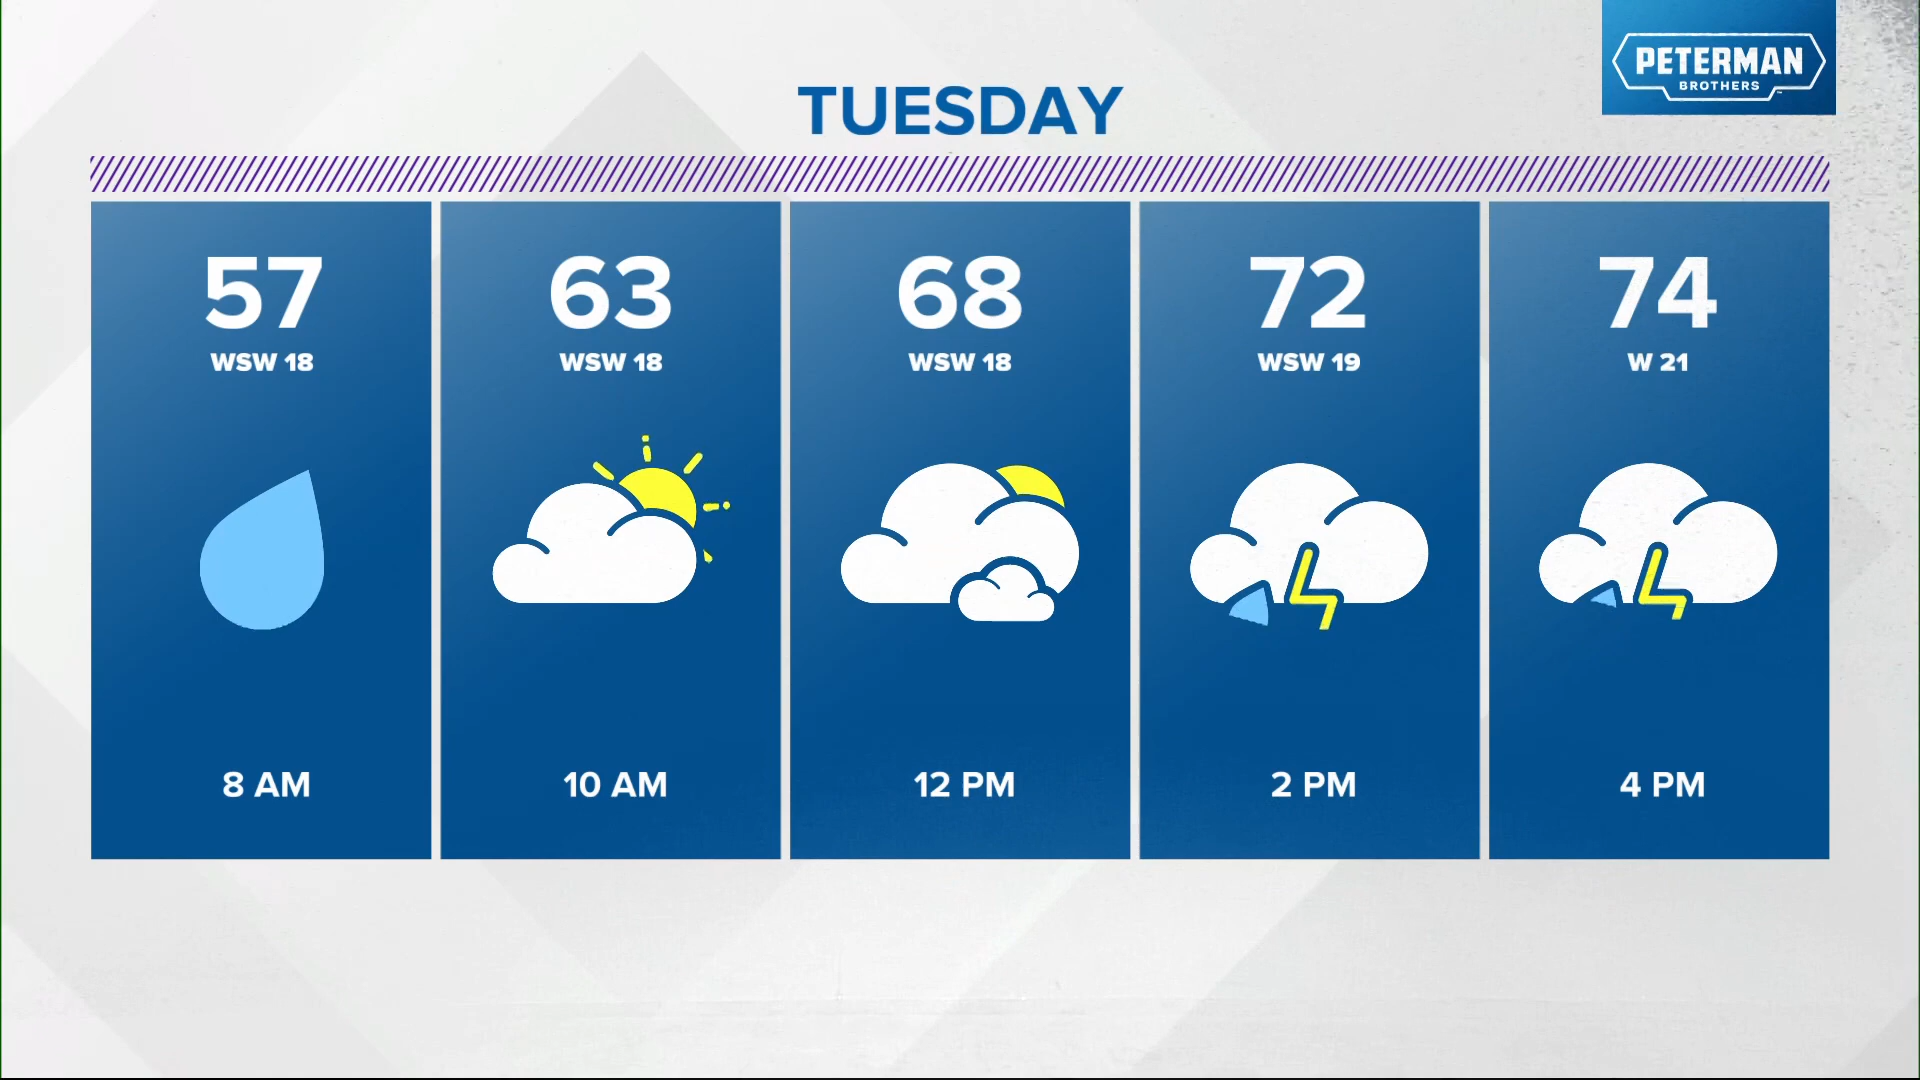 PETERMAN
BROTHERS
TUESDAY
57
WSW 18
8 AM
63
WSW 18
10 AM
68
WSW 18
12 PM
72
WSW 19
2 PM
74
W 21
4 PM